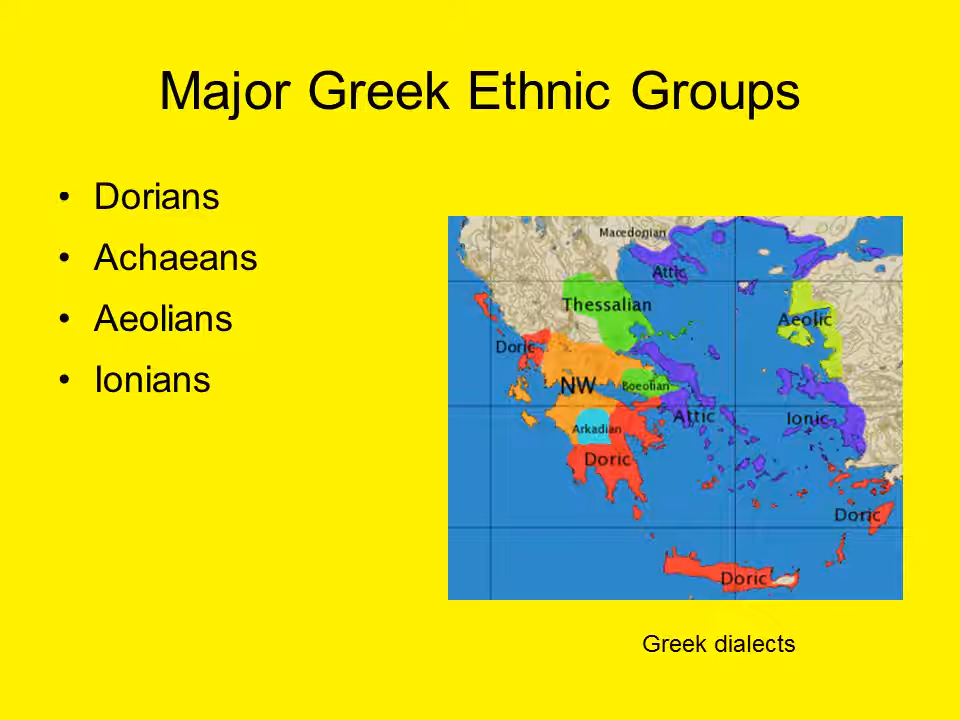 Major Greek Ethnic Groups
• Dorians
• Achaeans
• Aeolians
• Ionians
Macedonian
Attic
Thessalian
Aeolic
Doric
NW
Boeotian
Attic
Ionic
Arkadian
Doric
Doric
Doric
Greek dialects